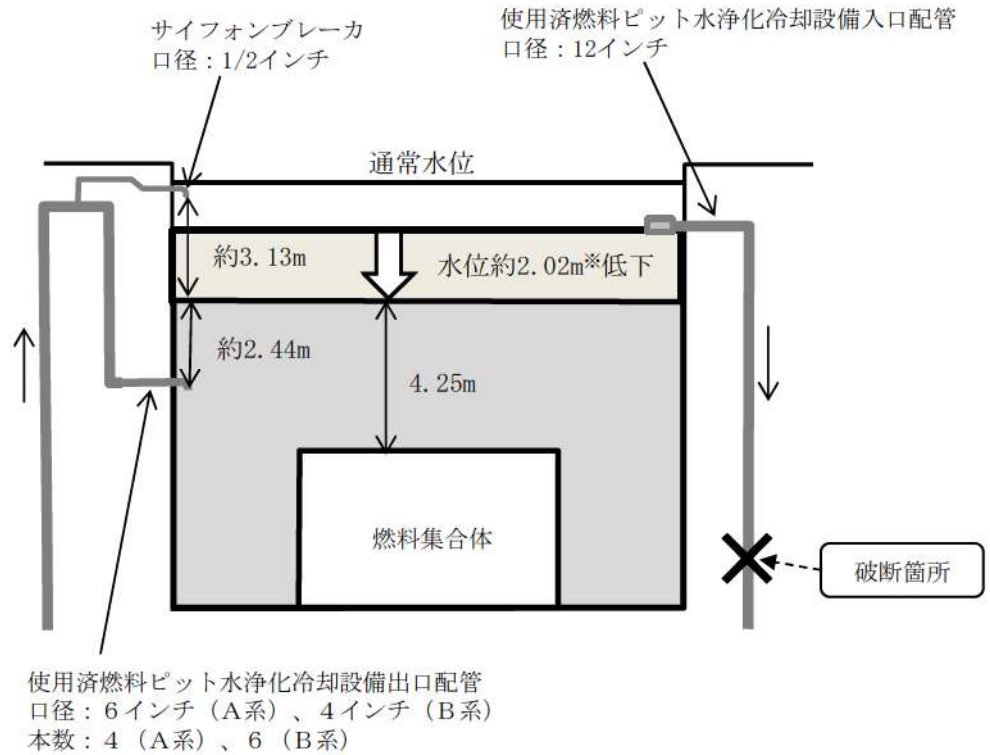 サイフォンブレーカ
口径：1/2インチ
使用済燃料ピット水浄化冷却設備入口配管
口径：12インチ
通常水位
約3.13m
水位約2.02m※低下
約2.44m
4.25m
燃料集合体
破断箇所
使用済燃料ピット水浄化冷却設備出口配管
口径：６インチ（Ａ系）、４インチ（Ｂ系）
本数：４（Ａ系）、６（Ｂ系）